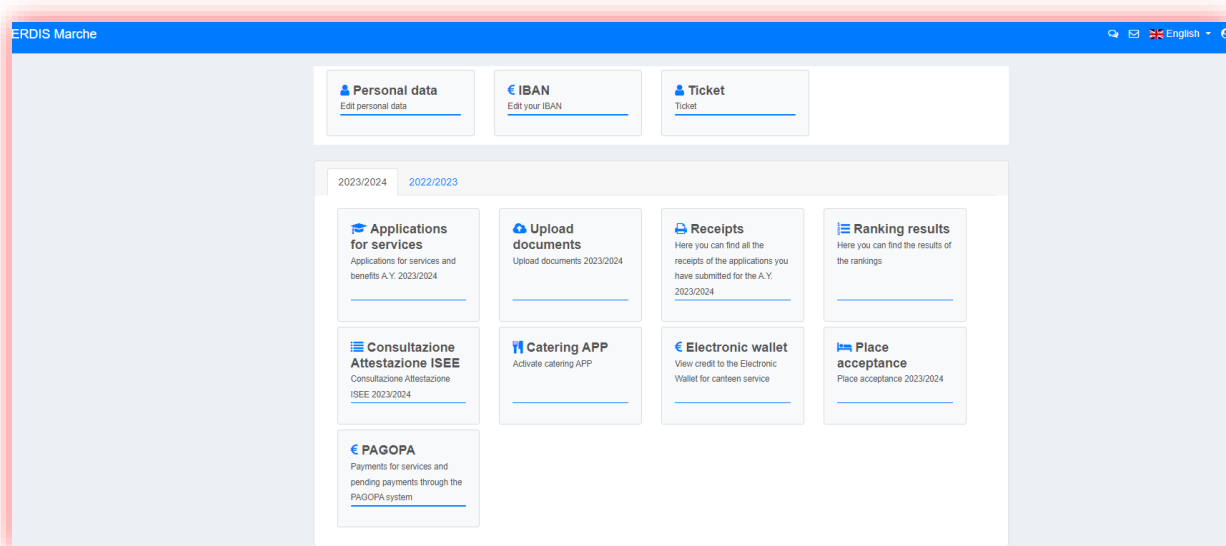 ERDIS Marche
English
Personal data
Edit personal data
€ IBAN
Edit your IBAN
Ticket
Ticket
2023/2024
2022/2023
Applications
for services
Applications for services and
benefits A.Y. 2023/2024
Upload
documents
Upload documents 2023/2024
Receipts
Here you can find all the
receipts of the applications you
have submitted for the A.Y.
2023/2024
Ranking results
Here you can find the results of
the rankings
Consultazione
Attestazione ISEE
Consultazione Attestazione
ISEE 2023/2024
Catering APP
Activate catering APP
€ Electronic wallet
View credit to the Electronic
Wallet for canteen service
Place
acceptance
Place acceptance 2023/2024
€ PAGOPA
Payments for services and
pending payments through the
PAGOPA system